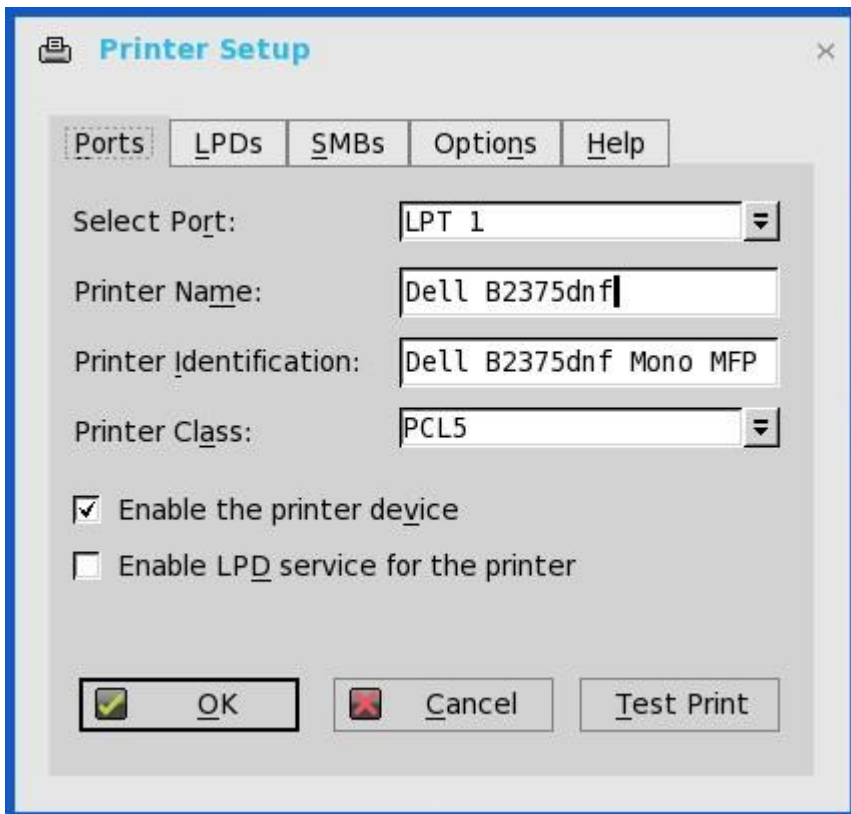 Printer Setup
Ports LPDs SMBs Options Help
Select Port: LPT 1
Printer Name: Dell B2375dnf
Printer Identification: Dell B2375dnf Mono MFP
Printer Class: PCL5
Enable the printer device
Enable LPD service for the printer
OK Cancel Test Print